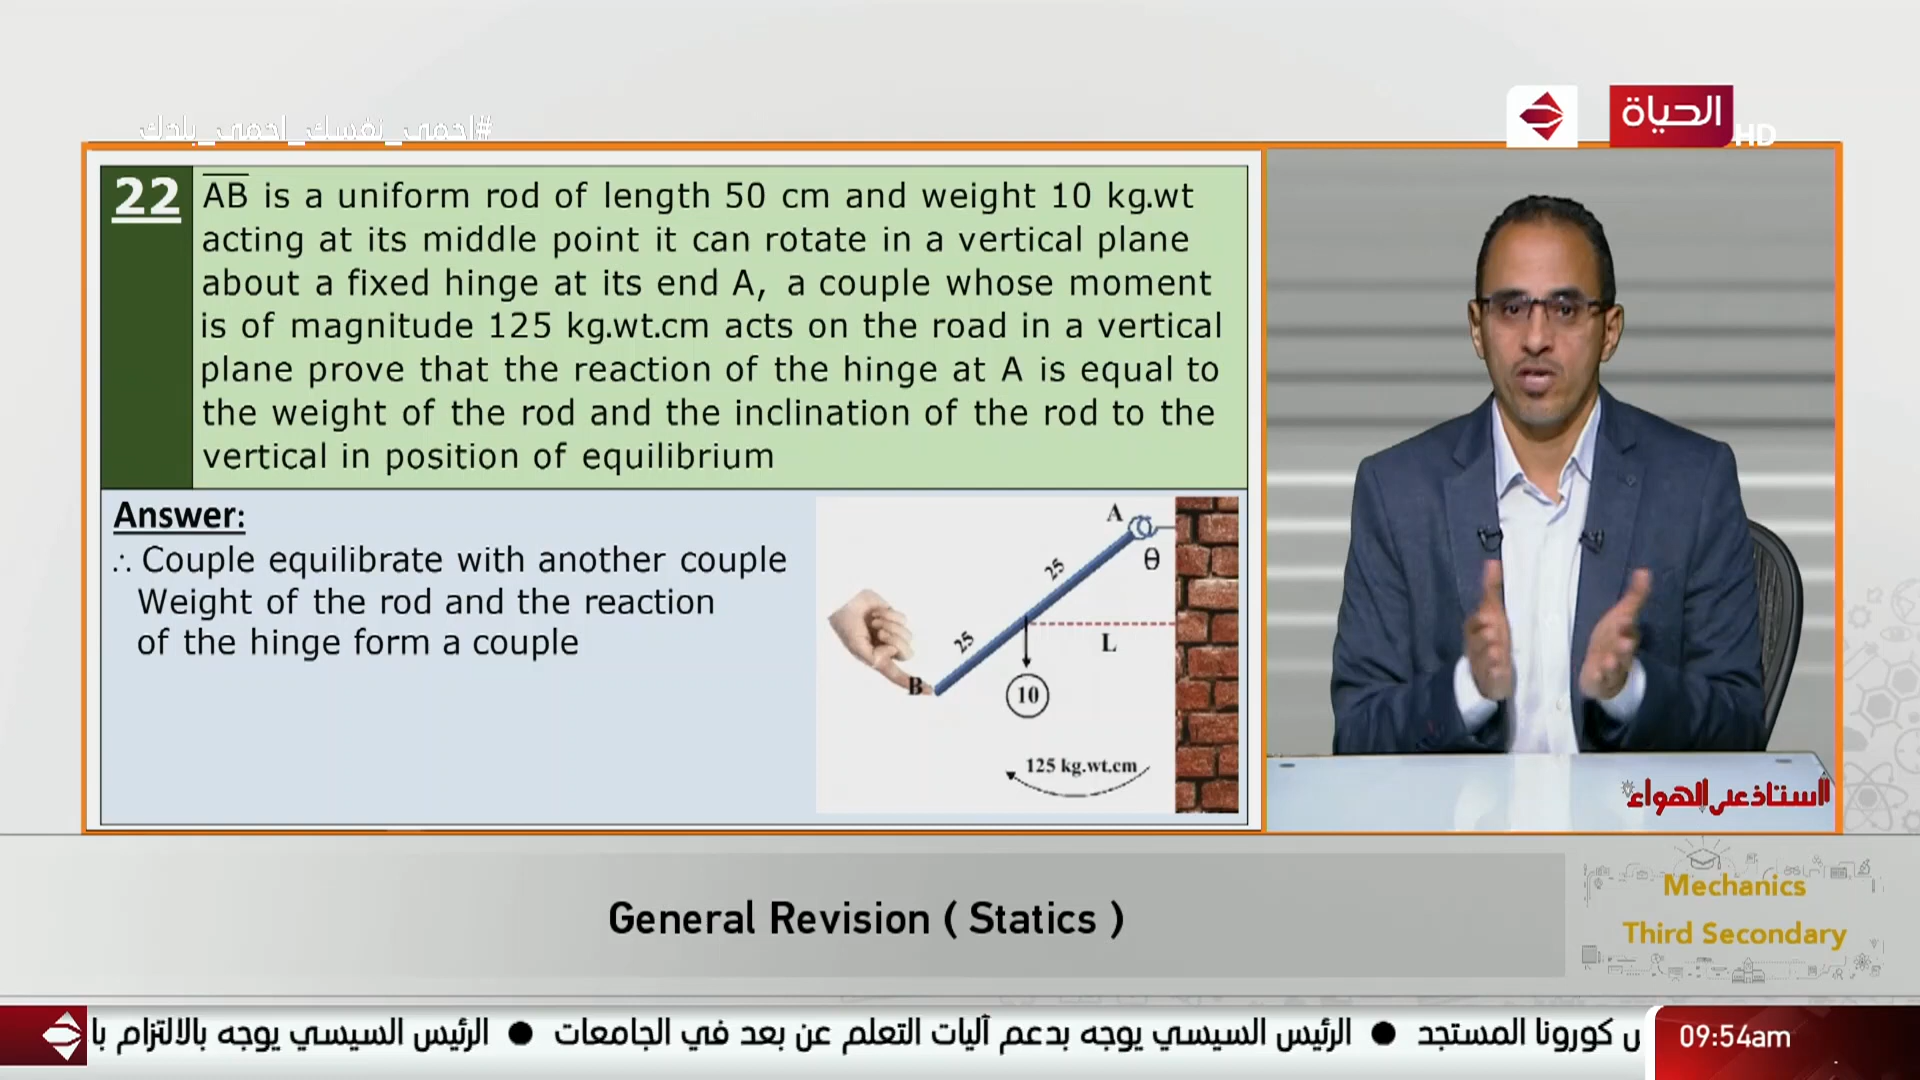 #احمي_نفسك_احمي_بلدك
الحياة
HD
22
AB is a uniform rod of length 50 cm and weight 10 kg.wt
acting at its middle point it can rotate in a vertical plane
about a fixed hinge at its end A, a couple whose moment
is of magnitude 125 kg.wt.cm acts on the road in a vertical
plane prove that the reaction of the hinge at A is equal to
the weight of the rod and the inclination of the rod to the
vertical in position of equilibrium
Answer:
∴ Couple equilibrate with another couple
Weight of the rod and the reaction
of the hinge form a couple
A
θ
25
L
25
B
10
125 kg.wt.cm
أستاذ على الهواء
General Revision ( Statics )
Mechanics
Third Secondary
س كورونا المستجد ● الرئيس السيسي يوجه بدعم آليات التعلم عن بعد في الجامعات ● الرئيس السيسي يوجه بالالتزام با
09:54am